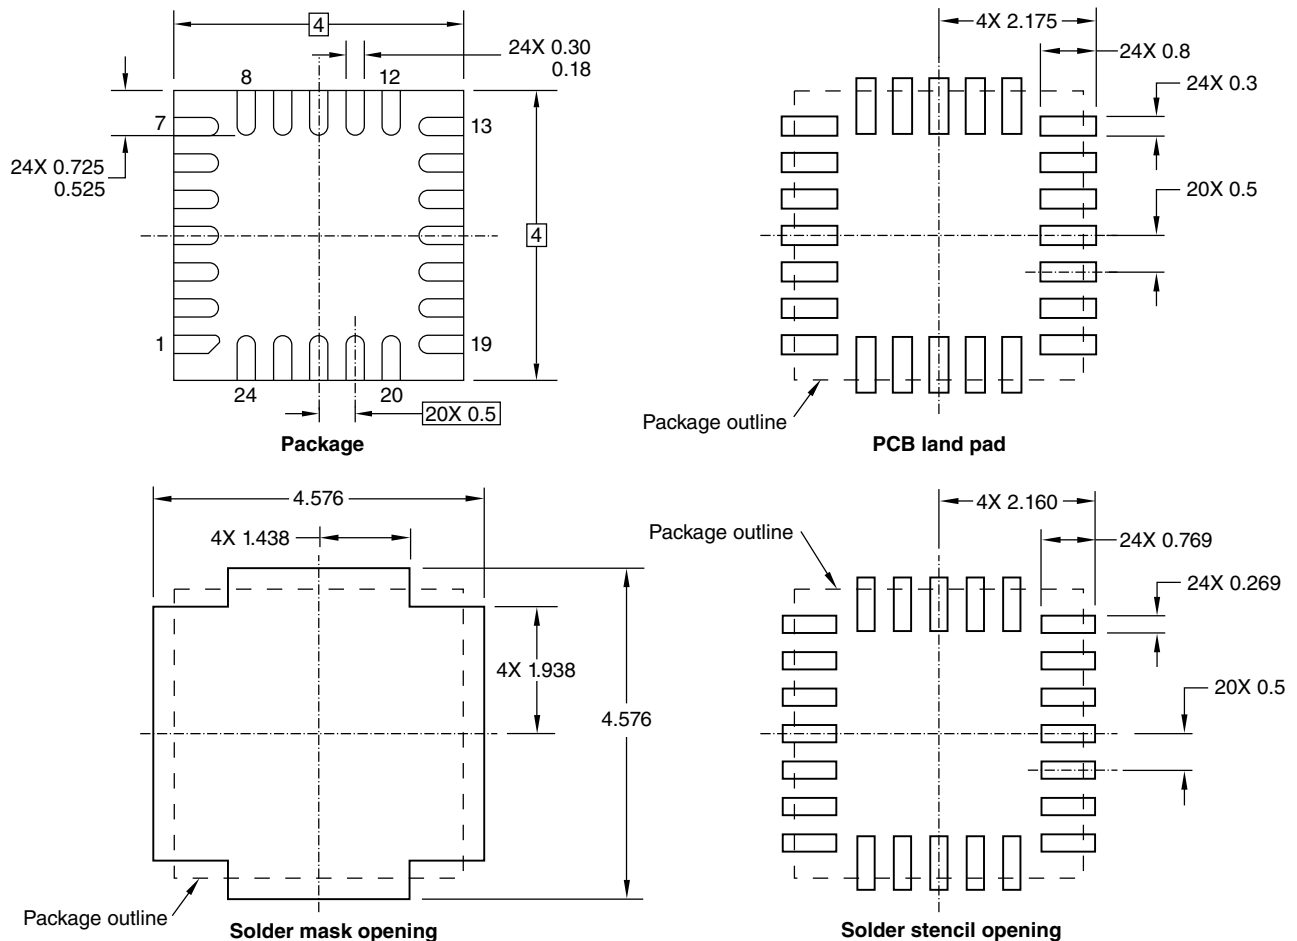 4
24X 0.30
0.18
8
12
7
13
24X 0.725
0.525
4
1
19
24
20
20X 0.5
Package
4X 2.175
24X 0.8
24X 0.3
20X 0.5
Package outline
PCB land pad
4.576
4X 1.438
4X 1.938
4.576
Package outline
Solder mask opening
4X 2.160
Package outline
24X 0.769
24X 0.269
20X 0.5
Solder stencil opening